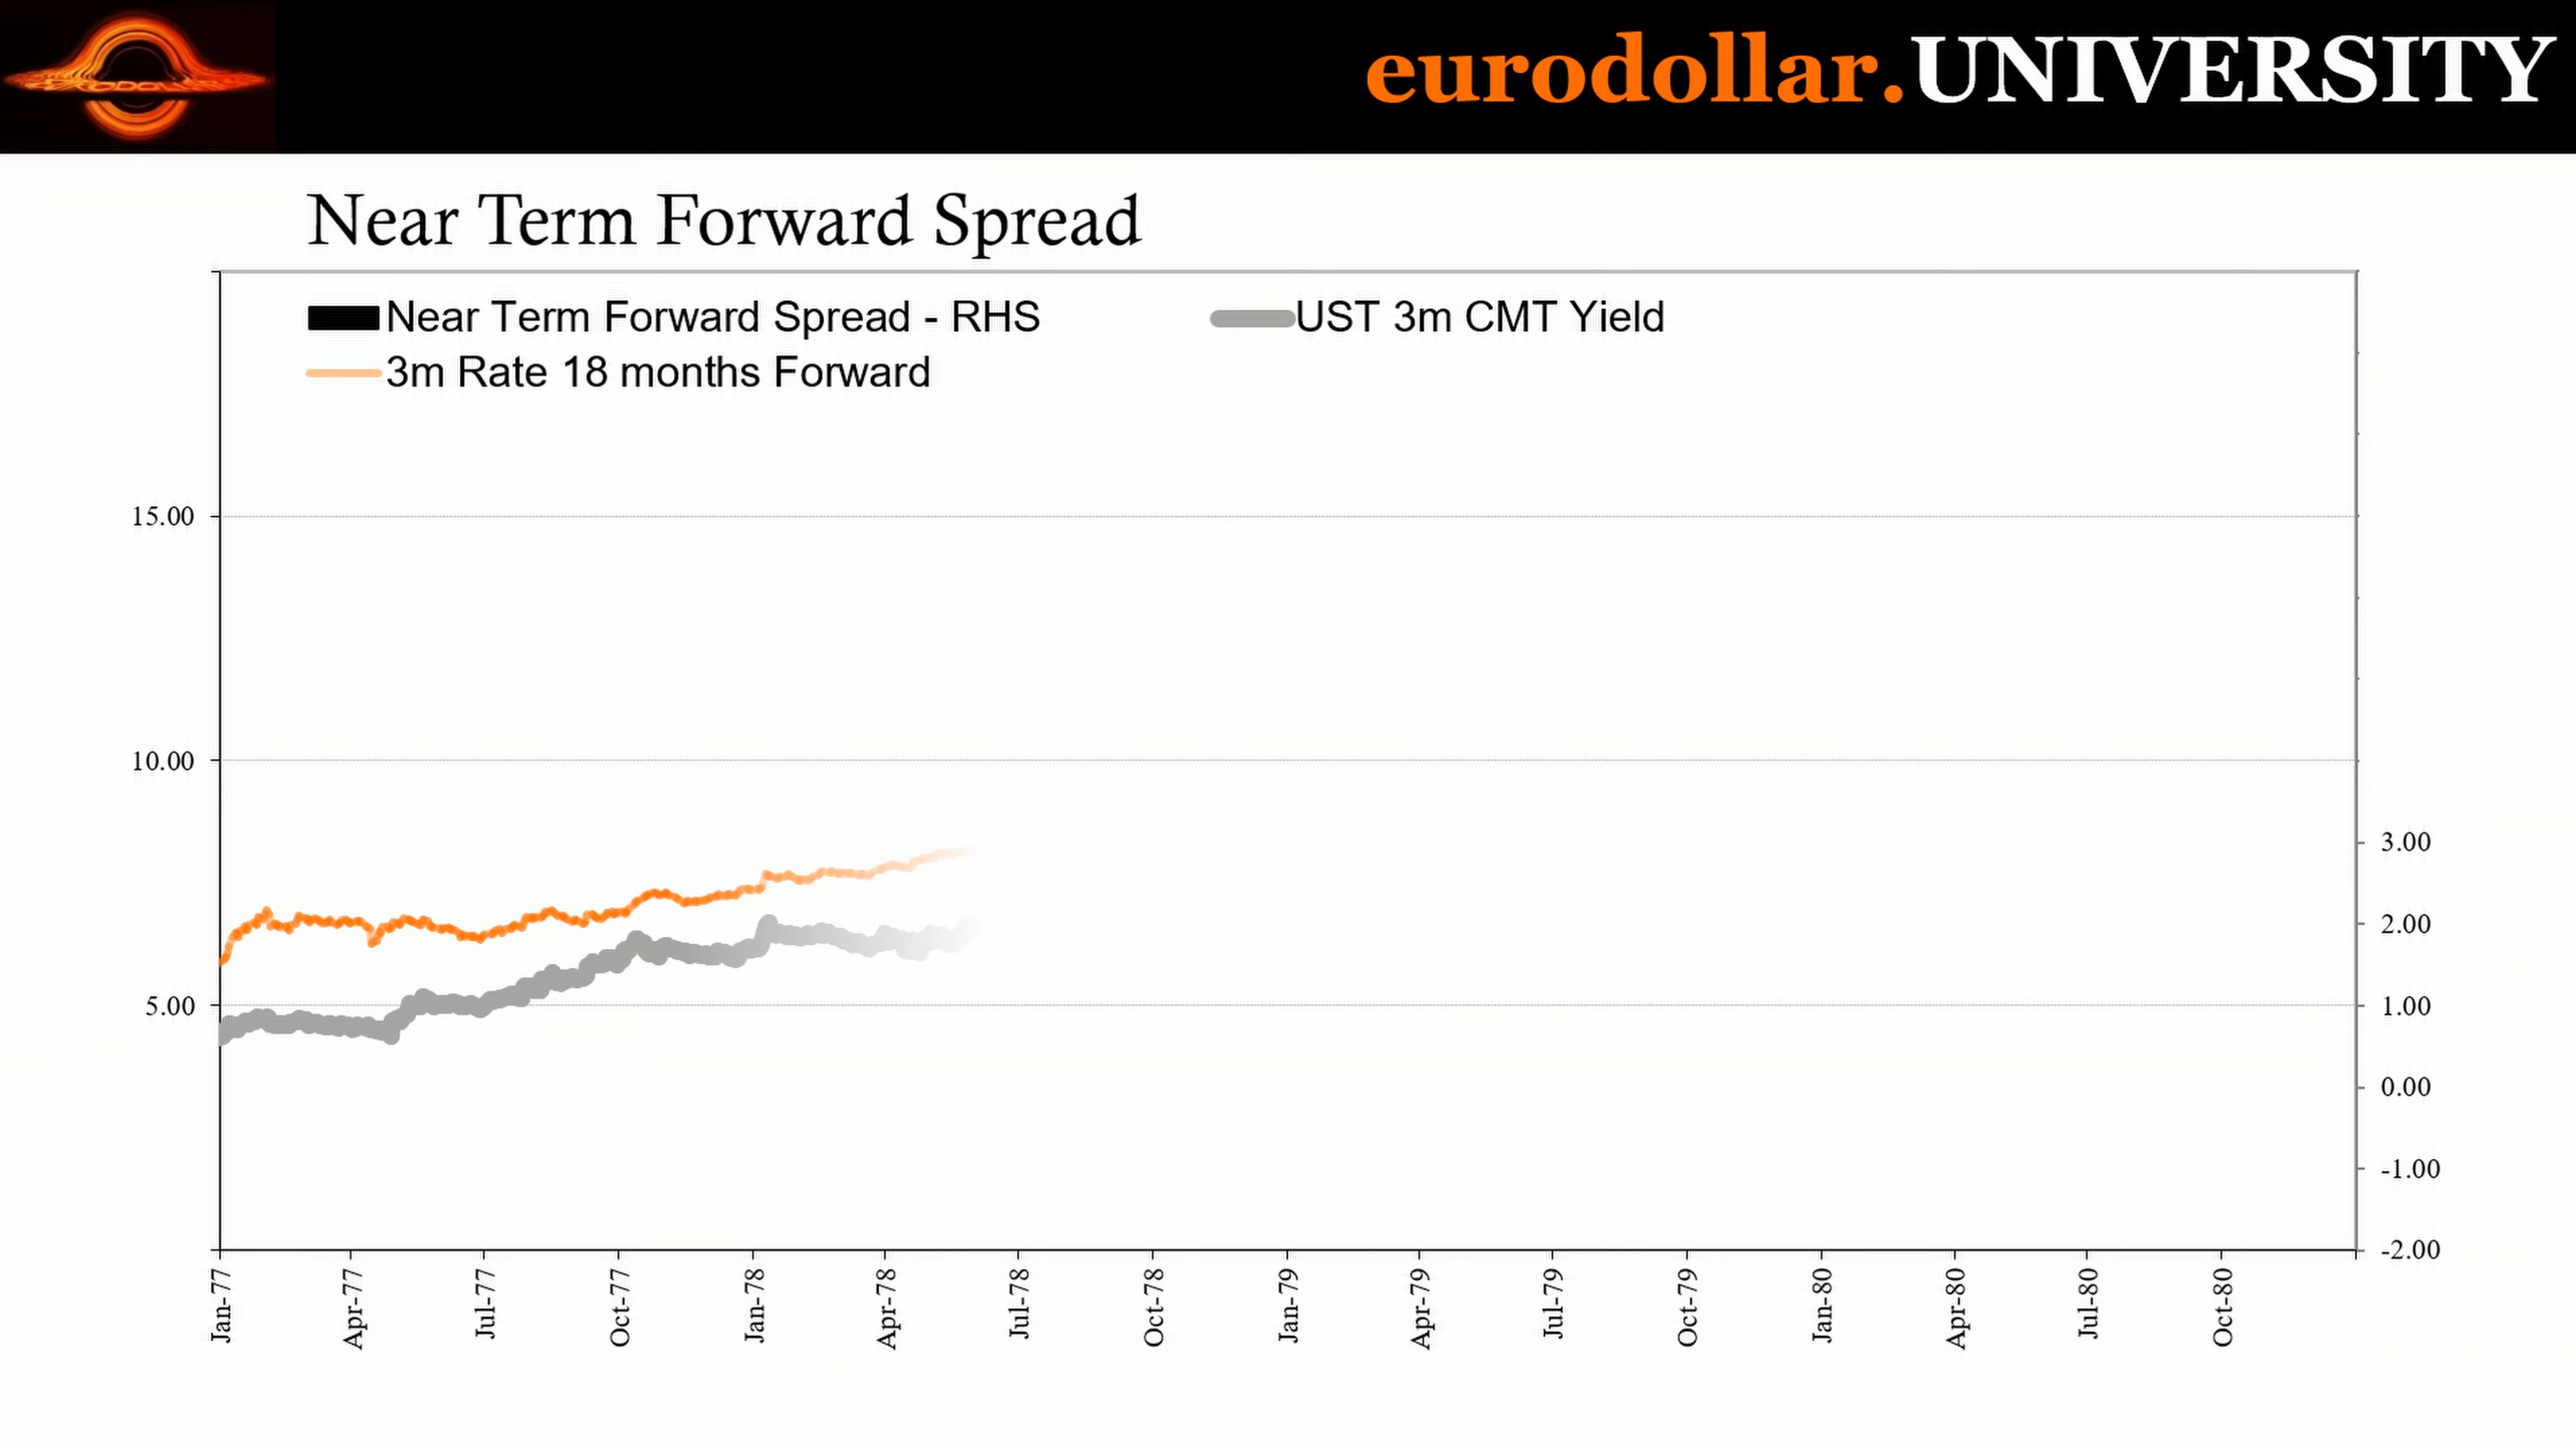 EURODOLLAR
eurodollar.UNIVERSITY
Near Term Forward Spread
Near Term Forward Spread - RHS
UST 3m CMT Yield
3m Rate 18 months Forward
15.00
10.00
5.00
3.00
2.00
1.00
0.00
-1.00
-2.00
Jan-77
Apr-77
Jul-77
Oct-77
Jan-78
Apr-78
Jul-78
Oct-78
Jan-79
Apr-79
Jul-79
Oct-79
Jan-80
Apr-80
Jul-80
Oct-80